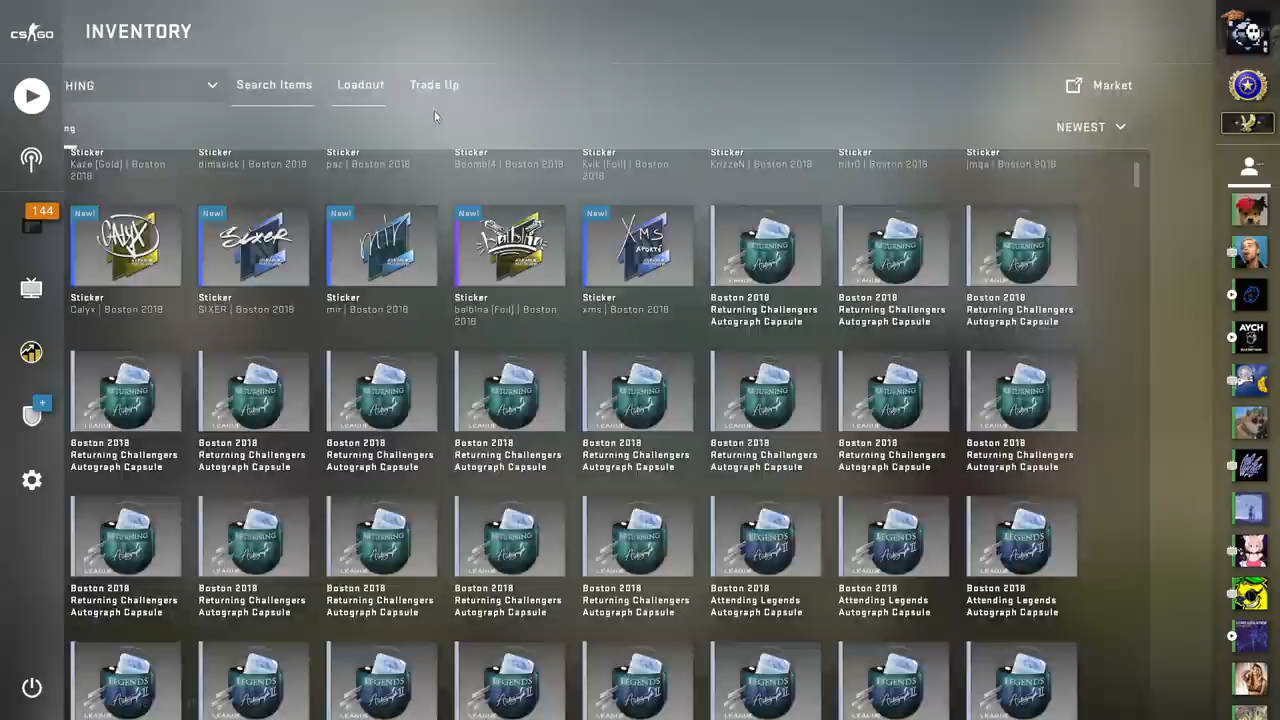 CS:GO
INVENTORY
THING
Search Items
Loadout
Trade Up
Market
ng
NEWEST
144
Sticker
Kaze (Gold) | Boston
2018
Sticker
dimasick | Boston 2018
Sticker
paz | Boston 2018
Sticker
Boombl4 | Boston 2018
Sticker
Kvik (Foil) | Boston
2018
Sticker
KrizzeN | Boston 2018
Sticker
nitr0 | Boston 2018
Sticker
jmqa | Boston 2018
New!
CALYX
New!
SiXeR
New!
mir
New!
balblna
New!
XMS
Sticker
Calyx | Boston 2018
Sticker
SIXER | Boston 2018
Sticker
mir | Boston 2018
Sticker
balblna (Foil) | Boston
2018
Sticker
xms | Boston 2018
Boston 2018
Returning Challengers
Autograph Capsule
Boston 2018
Returning Challengers
Autograph Capsule
Boston 2018
Returning Challengers
Autograph Capsule
+
Boston 2018
Returning Challengers
Autograph Capsule
Boston 2018
Returning Challengers
Autograph Capsule
Boston 2018
Returning Challengers
Autograph Capsule
Boston 2018
Returning Challengers
Autograph Capsule
Boston 2018
Returning Challengers
Autograph Capsule
Boston 2018
Returning Challengers
Autograph Capsule
Boston 2018
Returning Challengers
Autograph Capsule
Boston 2018
Returning Challengers
Autograph Capsule
Boston 2018
Returning Challengers
Autograph Capsule
Boston 2018
Returning Challengers
Autograph Capsule
Boston 2018
Returning Challengers
Autograph Capsule
Boston 2018
Returning Challengers
Autograph Capsule
Boston 2018
Returning Challengers
Autograph Capsule
Boston 2018
Attending Legends
Autograph Capsule
Boston 2018
Attending Legends
Autograph Capsule
Boston 2018
Attending Legends
Autograph Capsule
AYCH